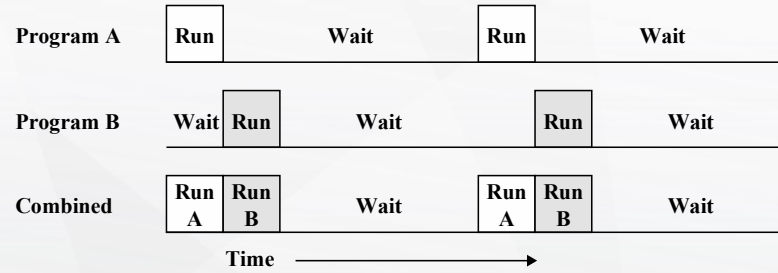 Program A Run Wait Run Wait
Program B Wait Run Wait Run Wait
Combined Run A Run B Wait Run A Run B Wait
Time